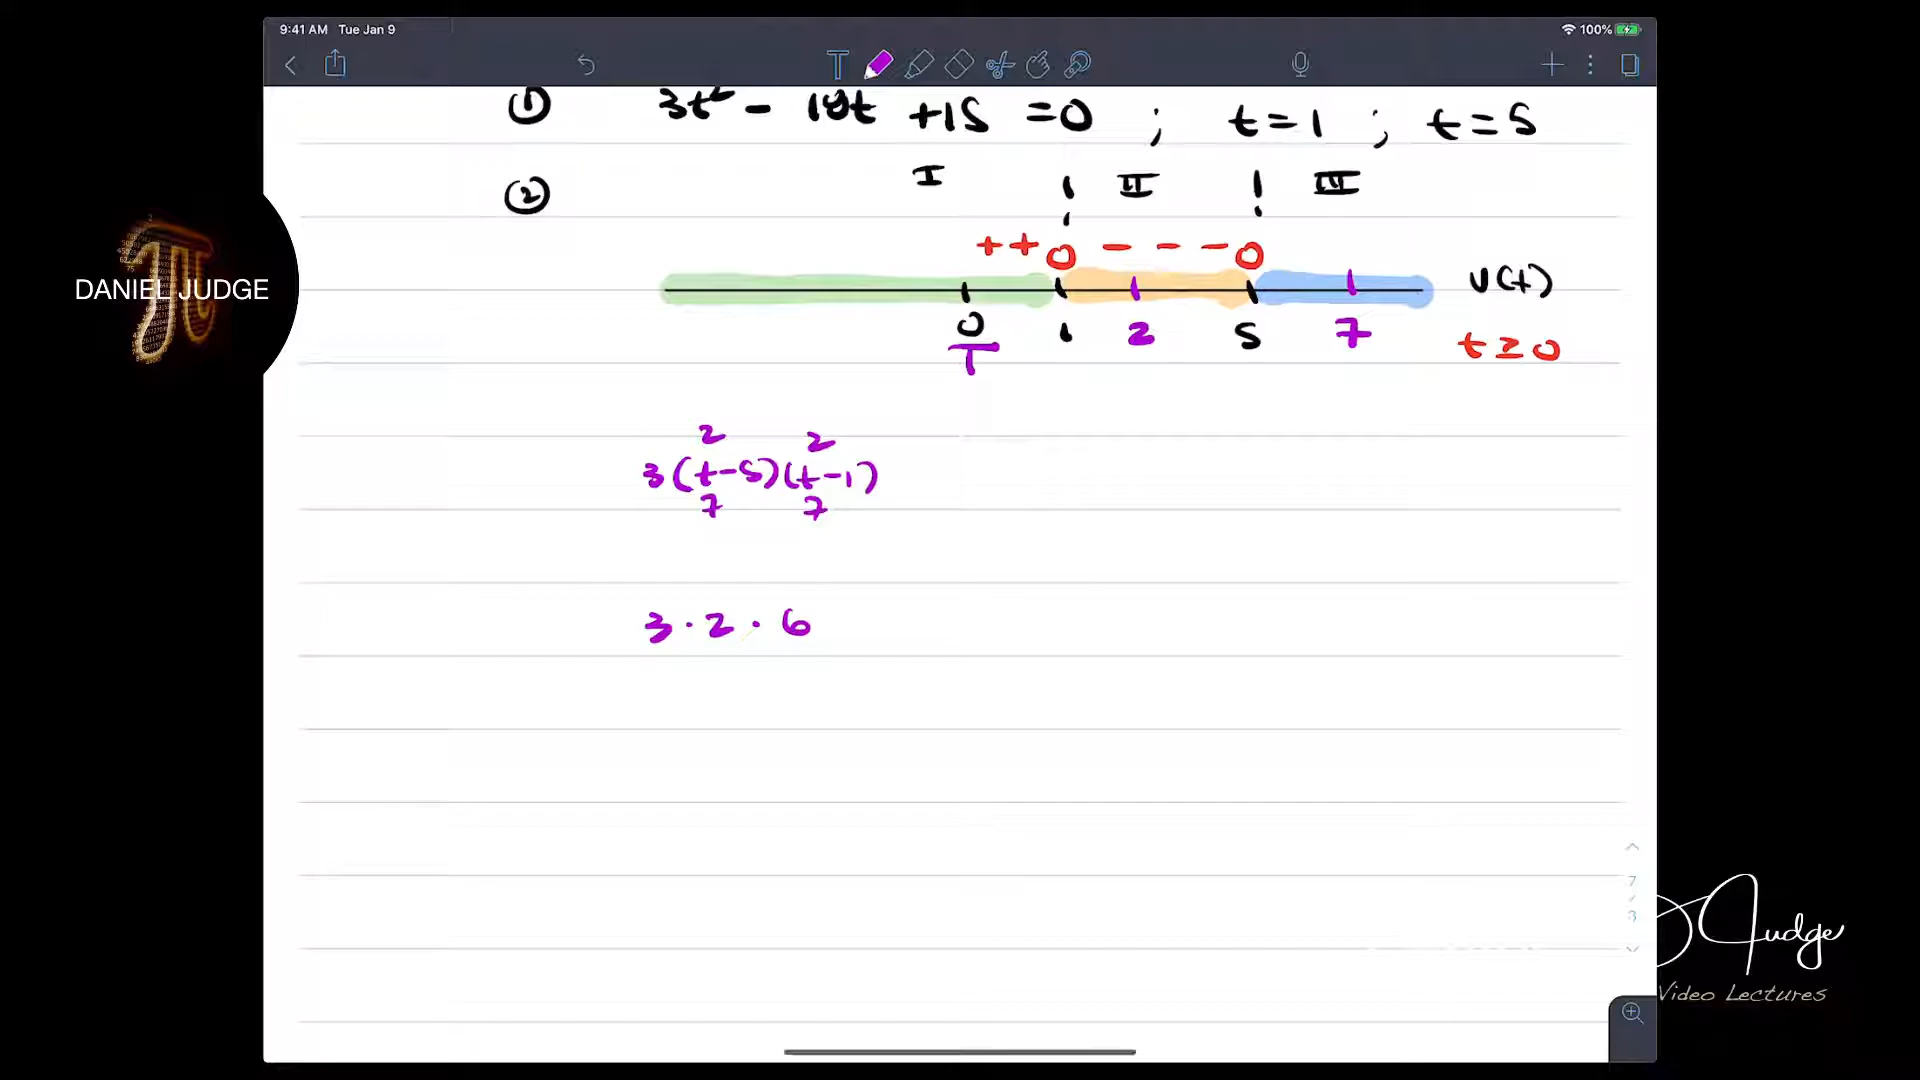 9:41 AM Tue Jan 9 100%
① 3t² - 18t +15 =0 ; t=1 ; t=5
② I II III
++0 - - - 0
v(t)
0 1 2 5 7
T
t ≥ 0
2 2
3(t-5)(t-1)
7 7
3 · 2 · 6
DANIEL JUDGE
7
3
Judge
Video Lectures